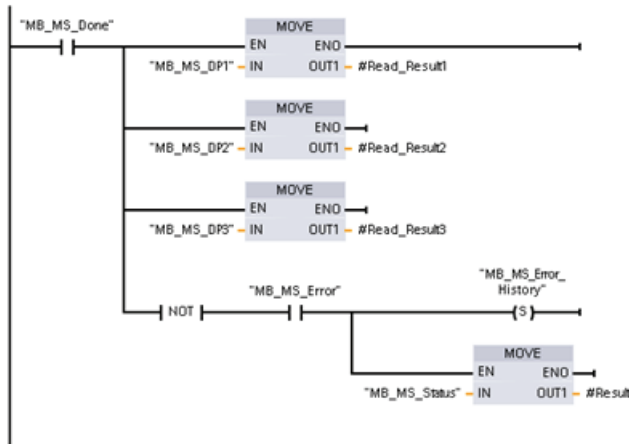 "MB_MS_Done"
MOVE
EN ENO
"MB_MS_DP1" IN OUT1 #Read_Result1
MOVE
EN ENO
"MB_MS_DP2" IN OUT1 #Read_Result2
MOVE
EN ENO
"MB_MS_DP3" IN OUT1 #Read_Result3
NOT
"MB_MS_Error"
"MB_MS_Error_
History"
S
MOVE
EN ENO
"MB_MS_Status" IN OUT1 #Result